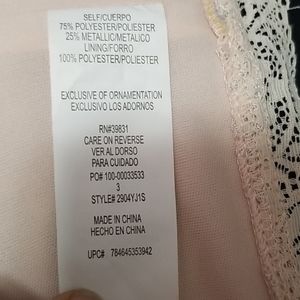 SELF/CUERPO
75% POLYESTER/POLIESTER
25% METALLIC/METALICO
LINING/FORRO
100% POLYESTER/POLIESTER
EXCLUSIVE OF ORNAMENTATION
EXCLUSIVO LOS ADORNOS
RN#39831
CARE ON REVERSE
VER AL DORSO
PARA CUIDADO
PO# 100-00033533
3
STYLE# 2904YJ1S
MADE IN CHINA
HECHO EN CHINA
UPC# 784645353942